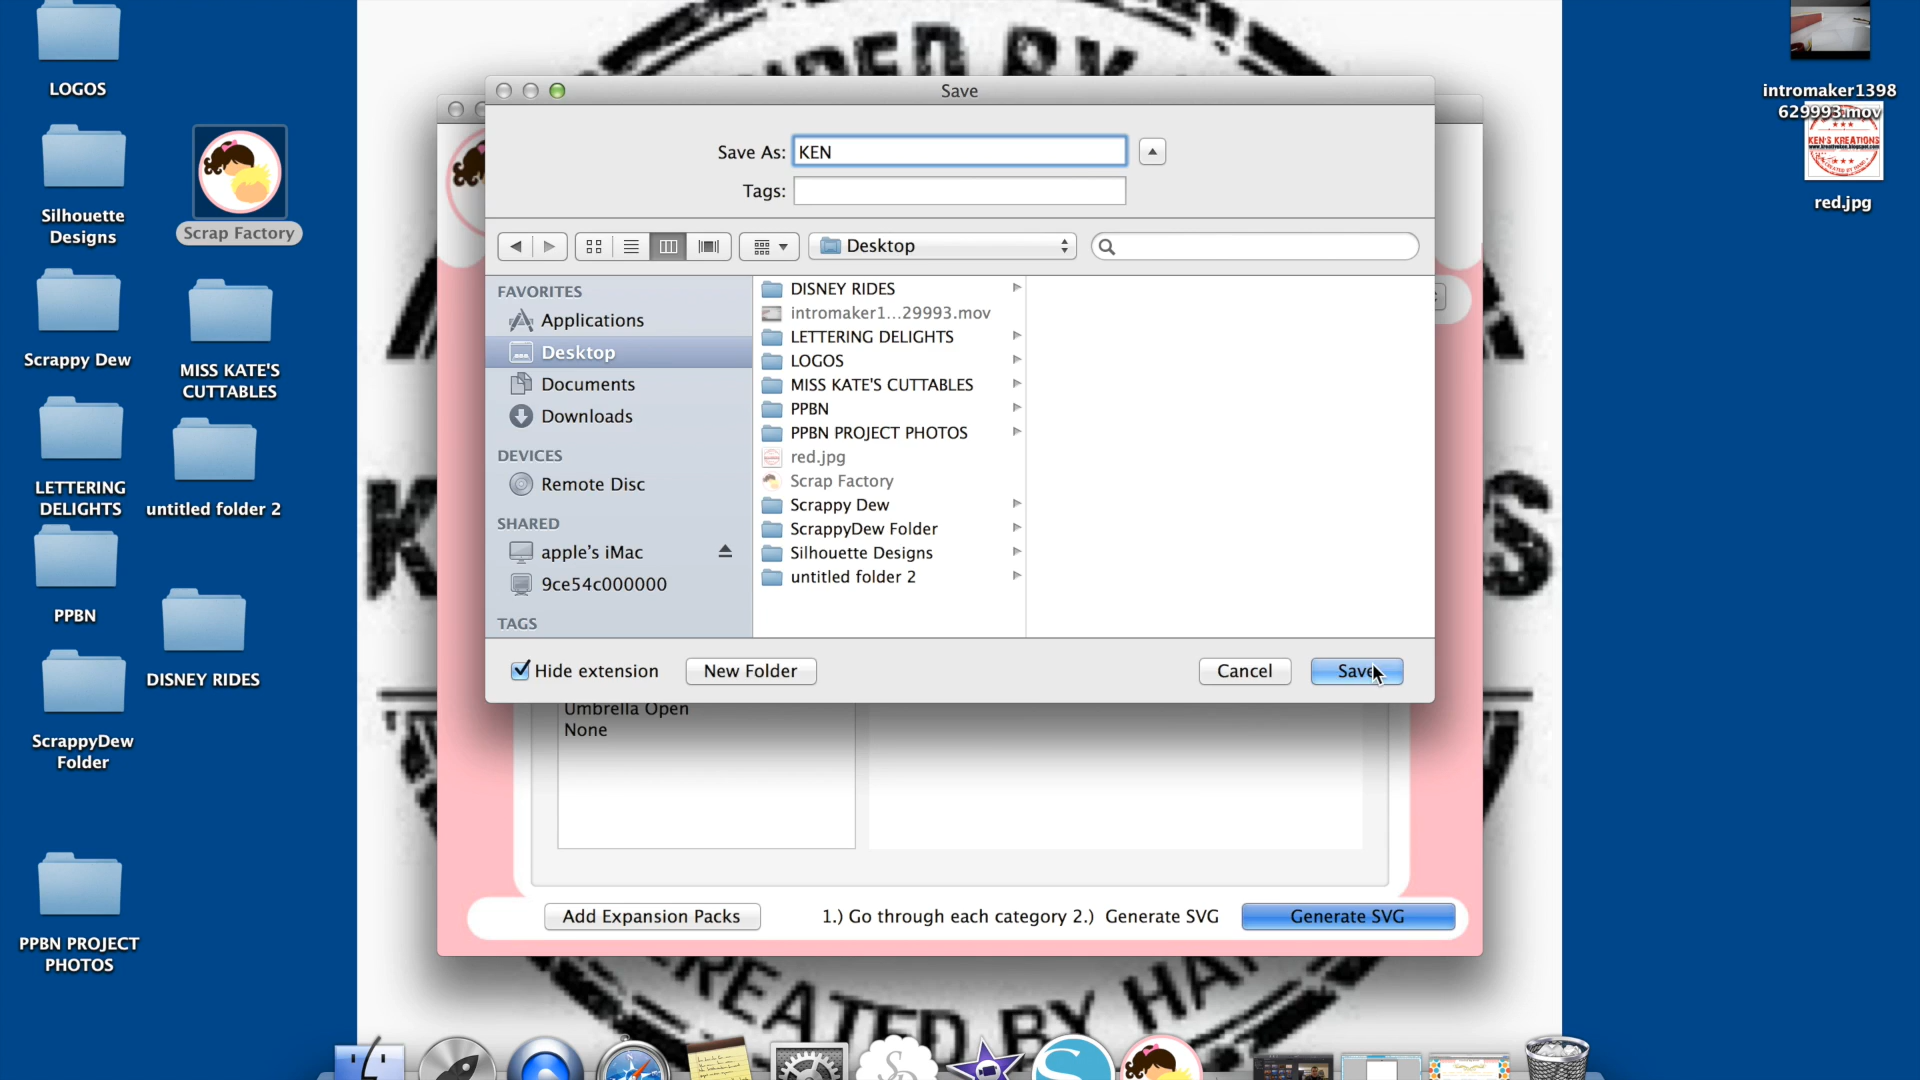 LOGOS
Silhouette
Designs
Scrap Factory
Scrappy Dew
MISS KATE'S
CUTTABLES
LETTERING
DELIGHTS
untitled folder 2
PPBN
DISNEY RIDES
ScrappyDew
Folder
PPBN PROJECT
PHOTOS
intromaker1398
629993.mov
KEN'S KREATIONS
red.jpg
Save
Save As: KEN
Tags:
Desktop
FAVORITES
Applications
Desktop
Documents
Downloads
DEVICES
Remote Disc
SHARED
apple's iMac
9ce54c000000
TAGS
DISNEY RIDES
intromaker1...29993.mov
LETTERING DELIGHTS
LOGOS
MISS KATE'S CUTTABLES
PPBN
PPBN PROJECT PHOTOS
red.jpg
Scrap Factory
Scrappy Dew
ScrappyDew Folder
Silhouette Designs
untitled folder 2
Hide extension
New Folder
Cancel
Save
Umbrella Open
None
Add Expansion Packs
1.) Go through each category 2.) Generate SVG
Generate SVG
CREATED BY HA